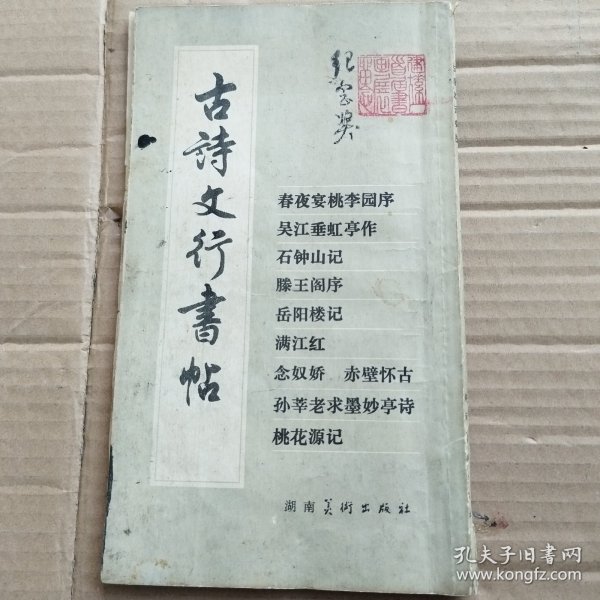 古詩文行書帖
春夜宴桃李园序
吴江垂虹亭作
石钟山记
滕王阁序
岳阳楼记
满江红
念奴娇　赤壁怀古
孙莘老求墨妙亭诗
桃花源记
湖南美術出版社
孔夫子旧書网
www.kongfz.com